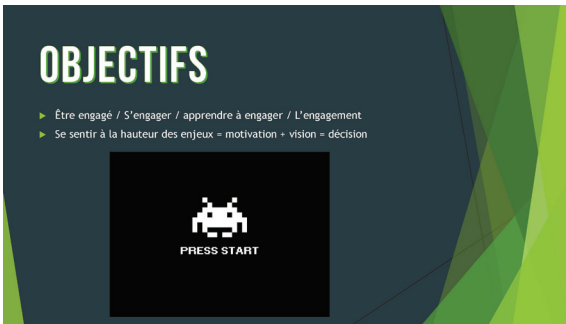 OBJECTIFS
Être engagé / S'engager / apprendre à engager / L'engagement
Se sentir à la hauteur des enjeux = motivation + vision = décision
PRESS START